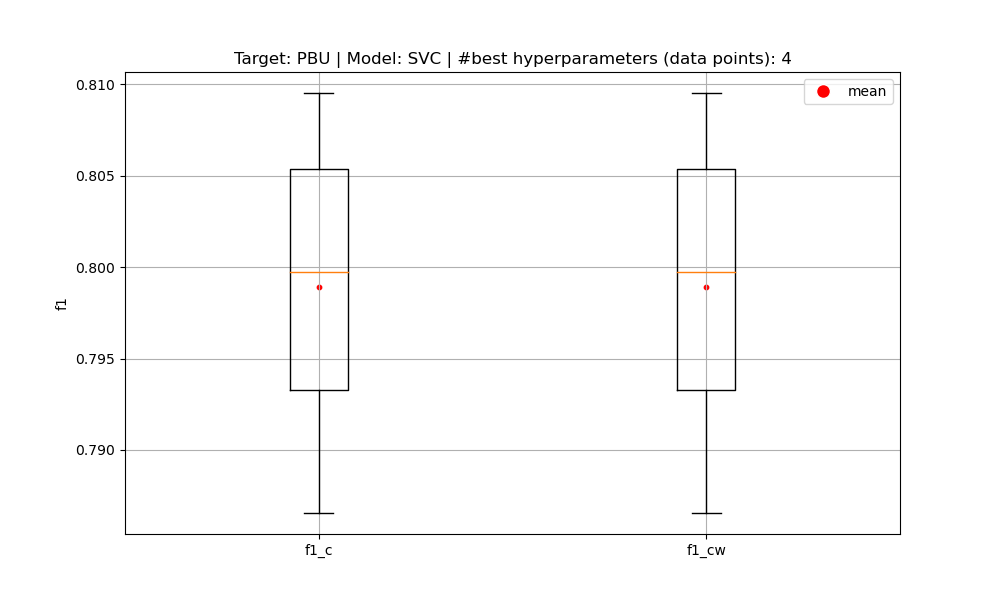 Target: PBU | Model: SVC | #best hyperparameters (data points): 4
mean
0.810
0.805
0.800
0.795
0.790
f1
f1_c
f1_cw